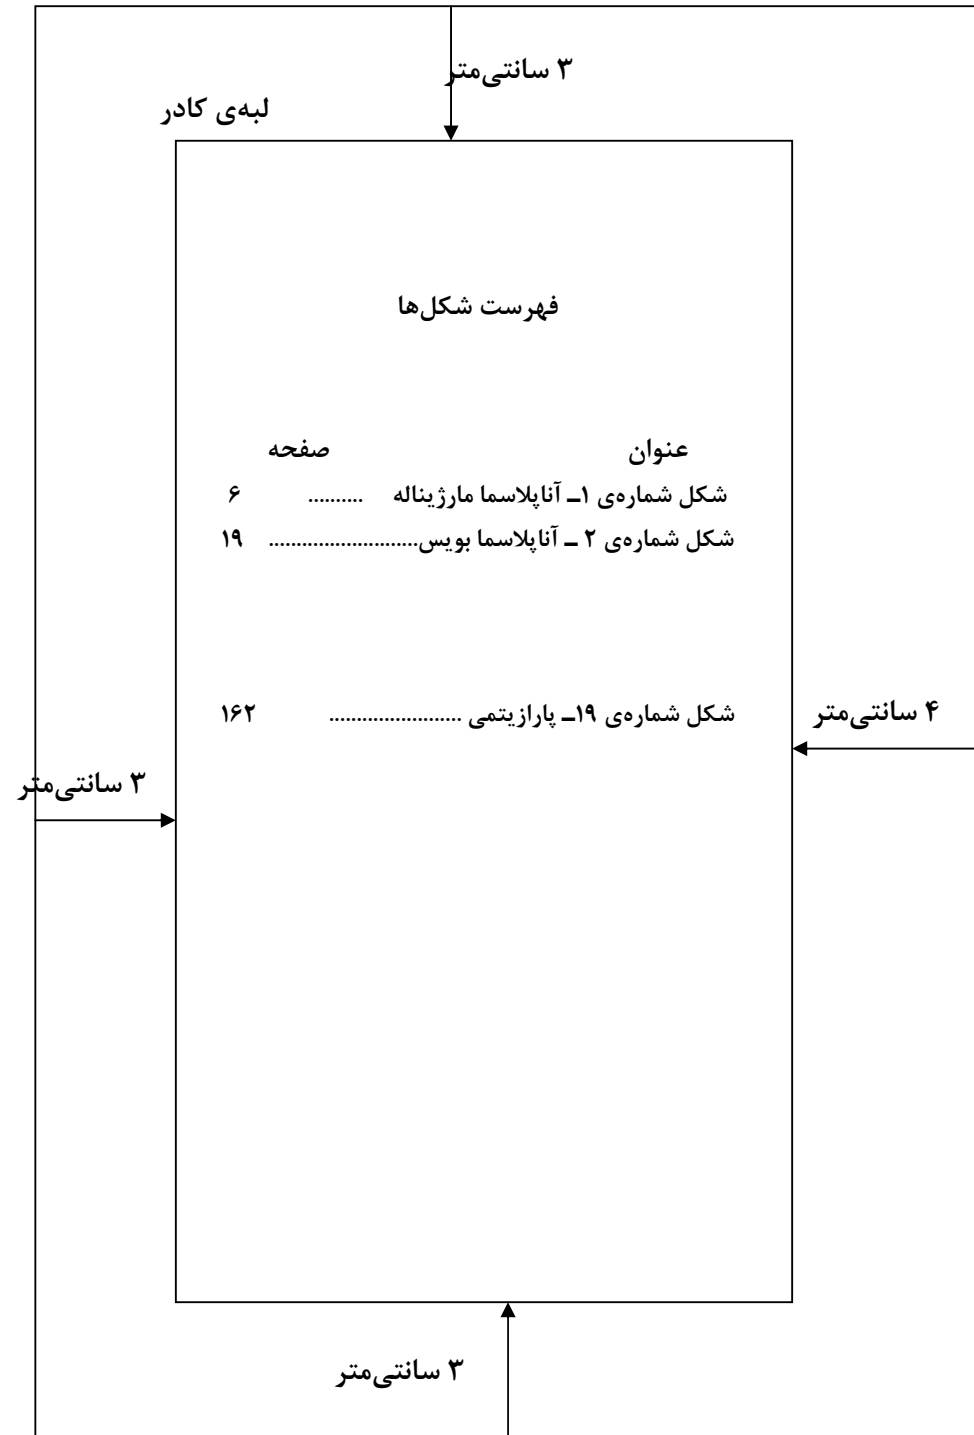 ۳ سانتی‌متر
لبه‌ی کادر
فهرست شکل‌ها
عنوان صفحه
شکل شماره‌ی ۱ـ آناپلاسما مارژیناله .......... ۶
شکل شماره‌ی ۲ ـ آناپلاسما بویس........................... ۱۹
شکل شماره‌ی ۱۹ـ پارازیتمی ........................ ۱۶۲
۴ سانتی‌متر
۳ سانتی‌متر
۳ سانتی‌متر